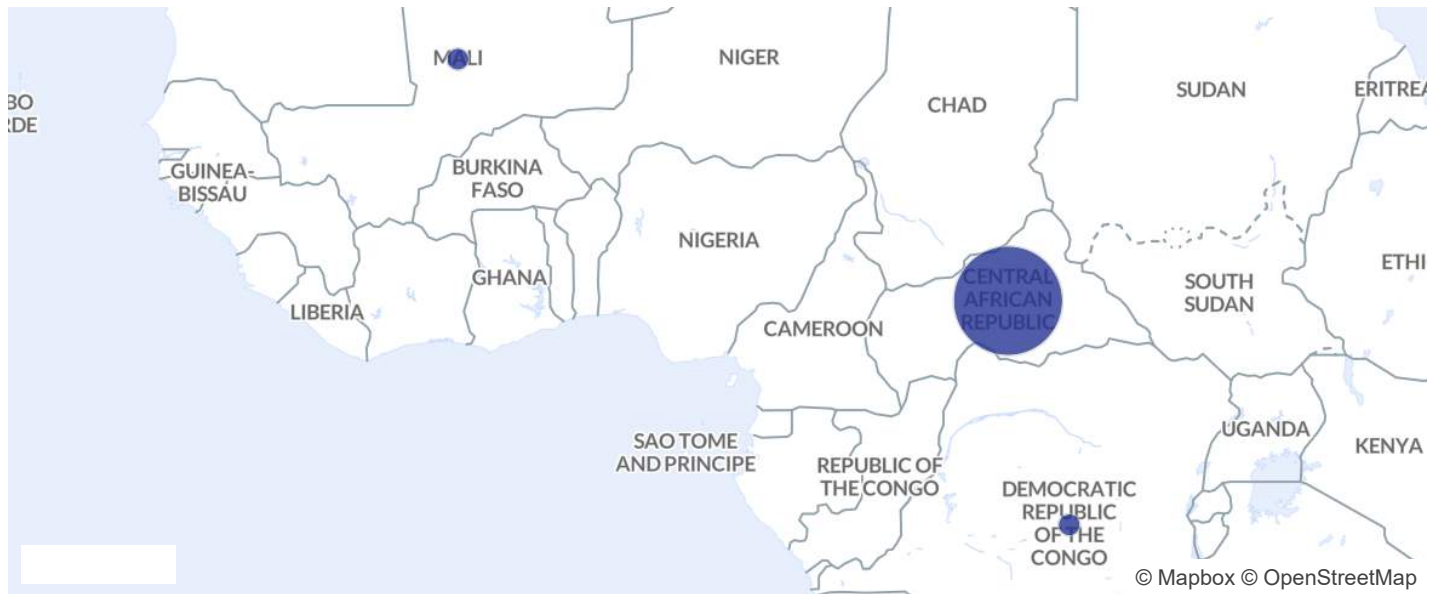 MALI
NIGER
CHAD
SUDAN
ERITREA
BO
RDE
GUINEA-
BISSAU
BURKINA
FASO
NIGERIA
GHANA
LIBERIA
CAMEROON
CENTRAL
AFRICAN
REPUBLIC
SOUTH
SUDAN
ETHI
SAO TOME
AND PRINCIPE
REPUBLIC OF
THE CONGO
DEMOCRATIC
REPUBLIC
OF THE
CONGO
UGANDA
KENYA
© Mapbox © OpenStreetMap